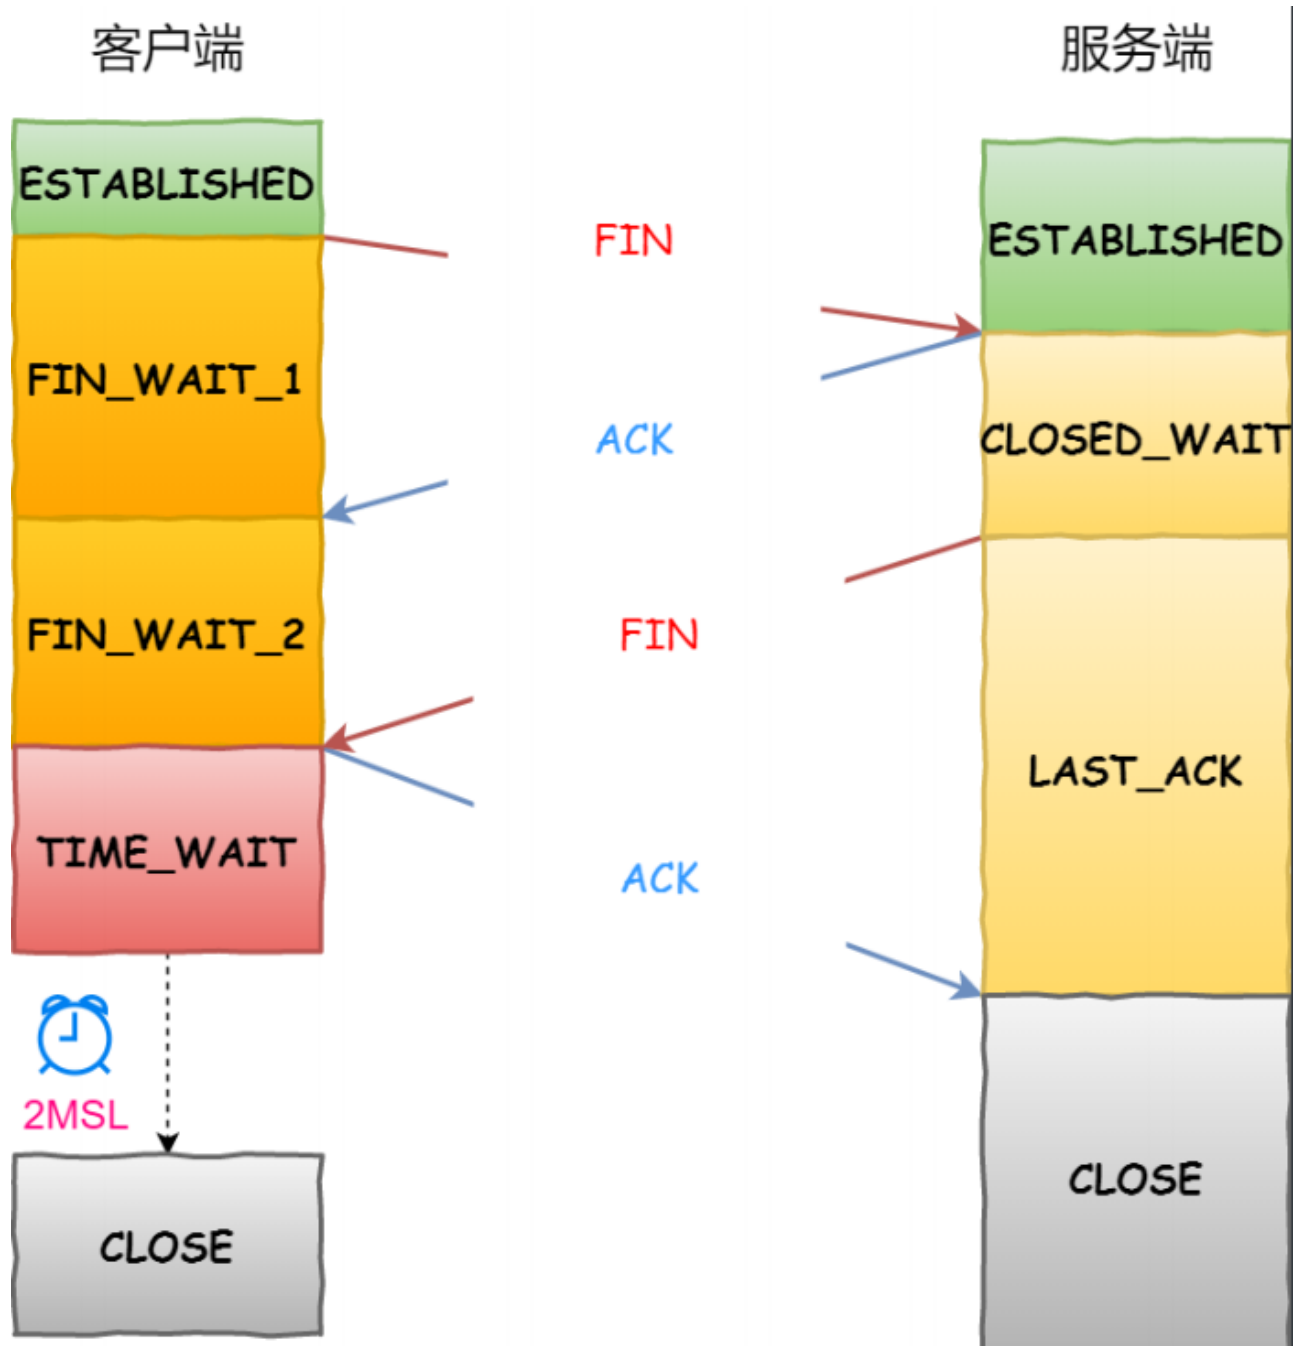 客户端
服务端
ESTABLISHED
FIN
ESTABLISHED
FIN_WAIT_1
ACK
CLOSED_WAIT
FIN_WAIT_2
FIN
LAST_ACK
TIME_WAIT
ACK
2MSL
CLOSE
CLOSE